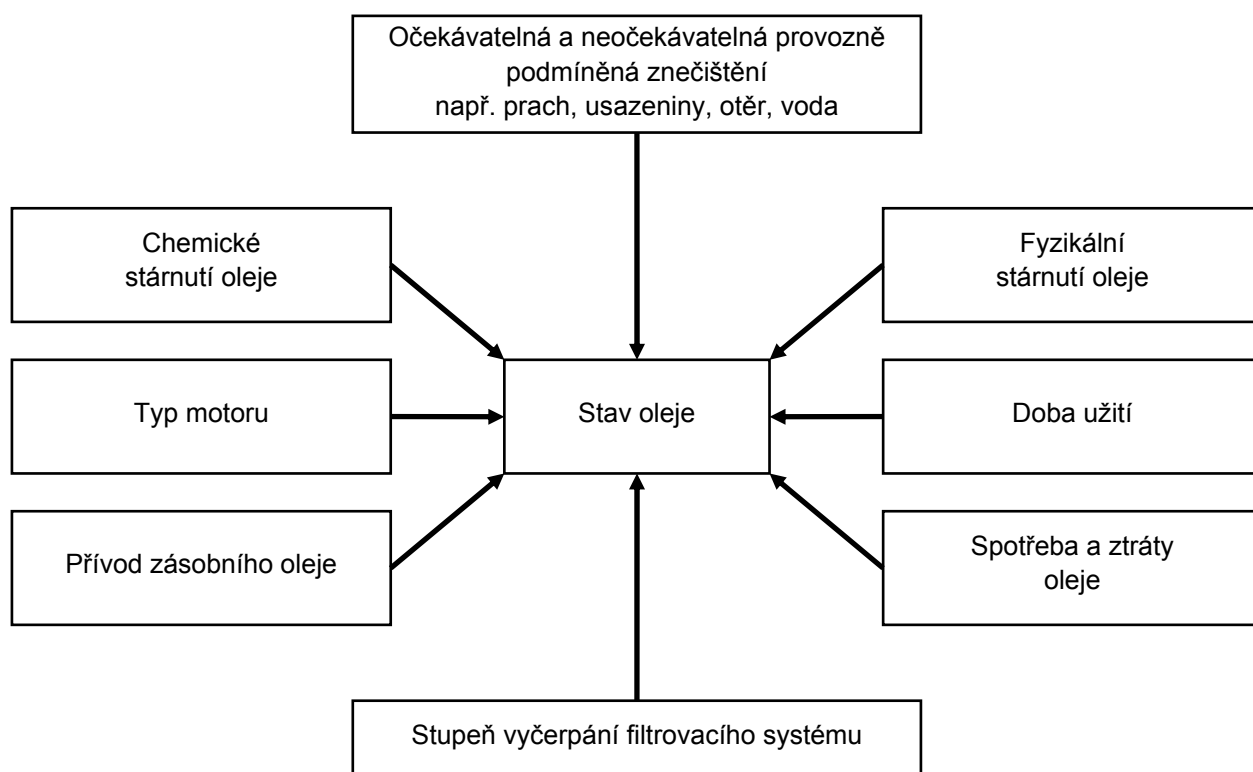 Očekávatelná a neočekávatelná provozně
podmíněná znečištění
např. prach, usazeniny, otěr, voda
Chemické
stárnutí oleje
Fyzikální
stárnutí oleje
Typ motoru
Stav oleje
Doba užití
Přívod zásobního oleje
Spotřeba a ztráty
oleje
Stupeň vyčerpání filtrovacího systému